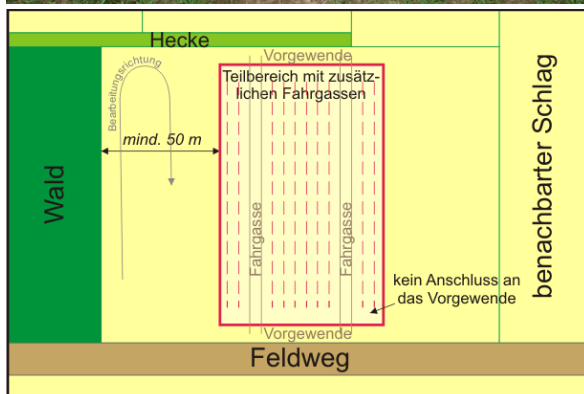 Hecke
Vorgewende
Teilbereich mit zusätz-
lichen Fahrgassen
Bearbeitungsrichtung
mind. 50 m
Wald
Fahrgasse
Fahrgasse
benachbarter Schlag
kein Anschluss an
das Vorgewende
Vorgewende
Feldweg